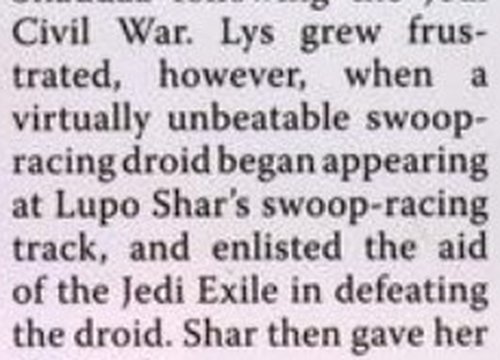 Civil War. Lys grew frus-
trated, however, when a
virtually unbeatable swoop-
racing droid began appearing
at Lupo Shar's swoop-racing
track, and enlisted the aid
of the Jedi Exile in defeating
the droid. Shar then gave her